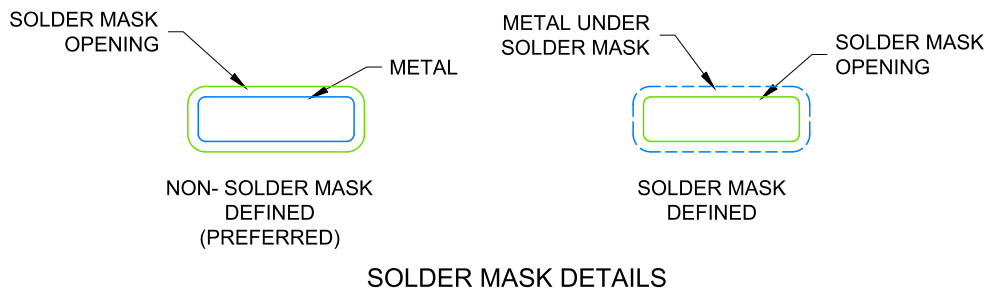 SOLDER MASK
OPENING
METAL
NON- SOLDER MASK
DEFINED
(PREFERRED)
METAL UNDER
SOLDER MASK
SOLDER MASK
OPENING
SOLDER MASK
DEFINED
SOLDER MASK DETAILS